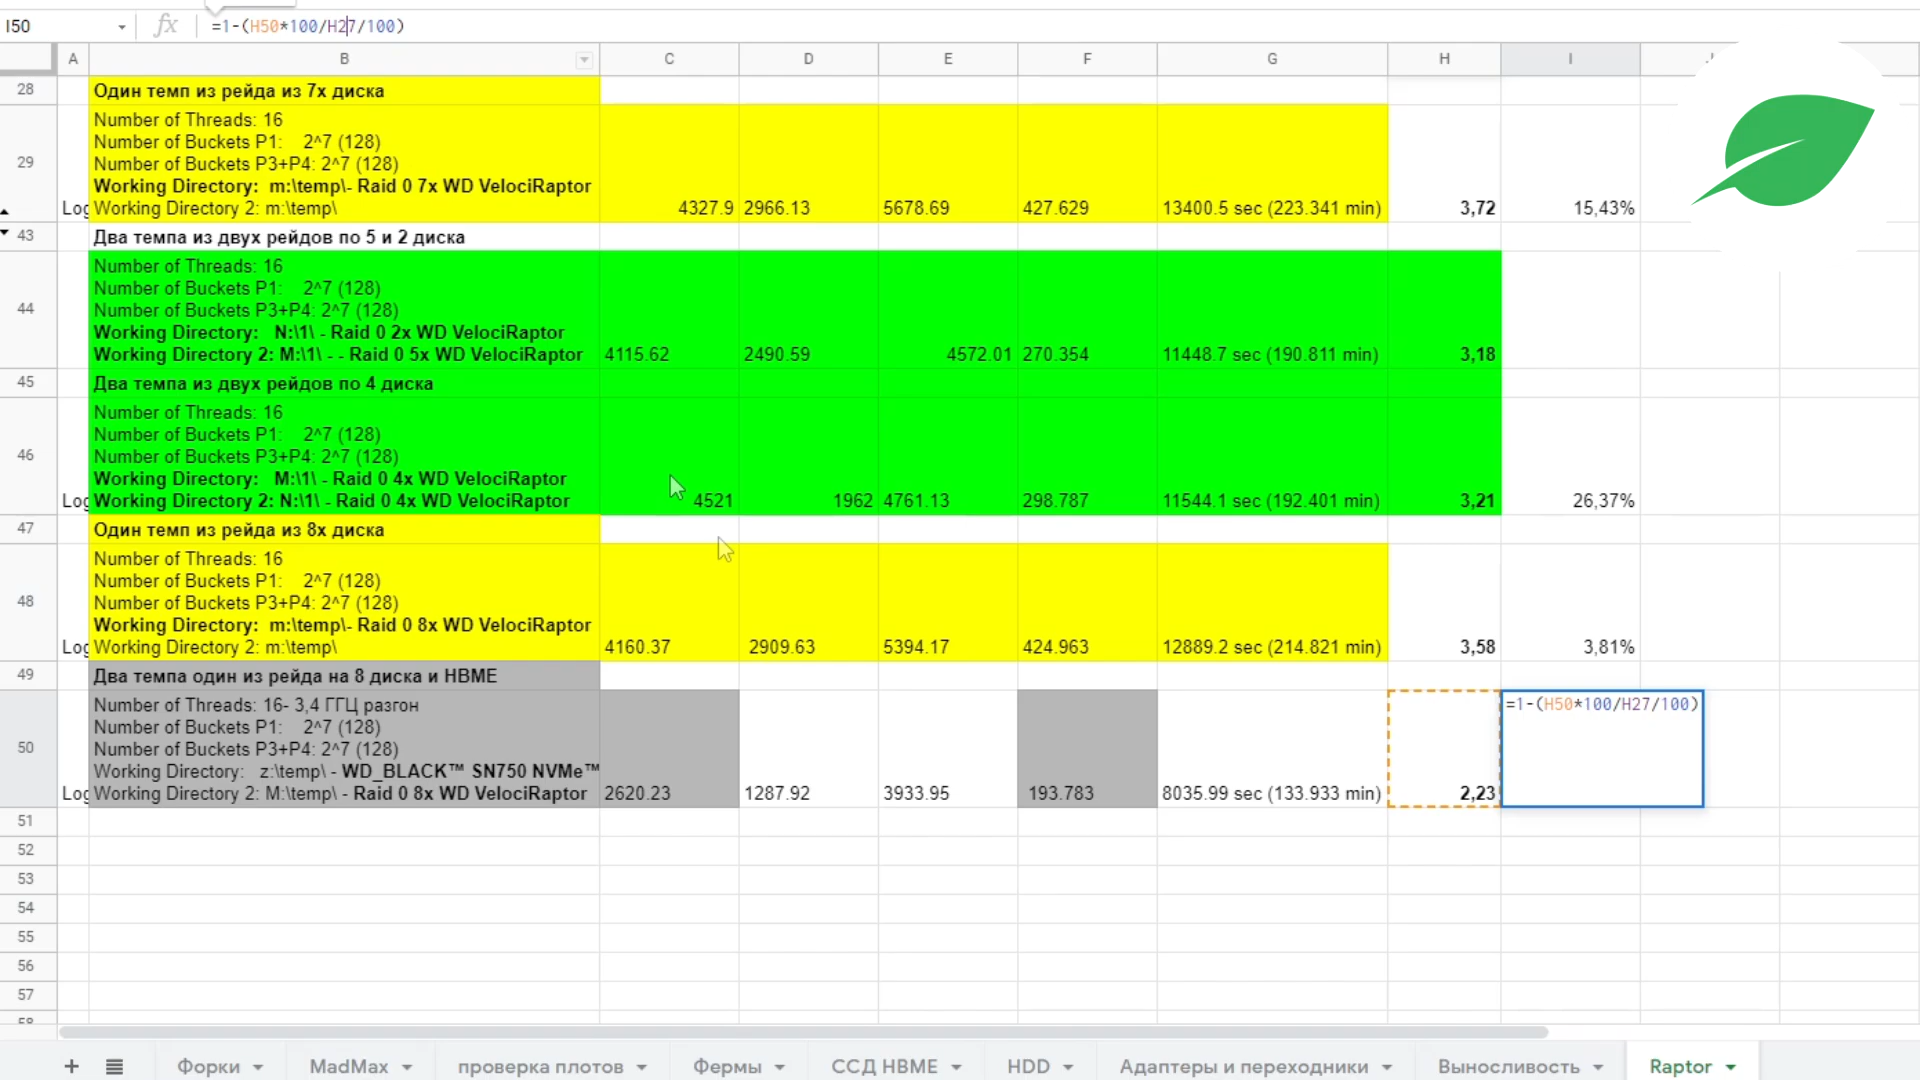 I50
fx
=1-(H50*100/H27/100)
A B C D E F G H I
28 Один темп из рейда из 7х диска
Number of Threads: 16
Number of Buckets P1: 2^7 (128)
29 Number of Buckets P3+P4: 2^7 (128)
Working Directory: m:\temp\- Raid 0 7x WD VelociRaptor
Log Working Directory 2: m:\temp\ 4327.9 2966.13 5678.69 427.629 13400.5 sec (223.341 min) 3,72 15,43%
43 Два темпа из двух рейдов по 5 и 2 диска
Number of Threads: 16
Number of Buckets P1: 2^7 (128)
44 Number of Buckets P3+P4: 2^7 (128)
Working Directory: N:\1\ - Raid 0 2x WD VelociRaptor
Working Directory 2: M:\1\ - - Raid 0 5x WD VelociRaptor 4115.62 2490.59 4572.01 270.354 11448.7 sec (190.811 min) 3,18
45 Два темпа из двух рейдов по 4 диска
Number of Threads: 16
Number of Buckets P1: 2^7 (128)
46 Number of Buckets P3+P4: 2^7 (128)
Working Directory: M:\1\ - Raid 0 4x WD VelociRaptor
Log Working Directory 2: N:\1\ - Raid 0 4x WD VelociRaptor 4521 1962 4761.13 298.787 11544.1 sec (192.401 min) 3,21 26,37%
47 Один темп из рейда из 8х диска
Number of Threads: 16
Number of Buckets P1: 2^7 (128)
48 Number of Buckets P3+P4: 2^7 (128)
Working Directory: m:\temp\- Raid 0 8x WD VelociRaptor
Log Working Directory 2: m:\temp\ 4160.37 2909.63 5394.17 424.963 12889.2 sec (214.821 min) 3,58 3,81%
49 Два темпа один из рейда на 8 диска и НВМЕ
Number of Threads: 16- 3,4 ГГЦ разгон =1-(H50*100/H27/100)
Number of Buckets P1: 2^7 (128)
50 Number of Buckets P3+P4: 2^7 (128)
Working Directory: z:\temp\ - WD_BLACK™ SN750 NVMe™
Log Working Directory 2: M:\temp\ - Raid 0 8x WD VelociRaptor 2620.23 1287.92 3933.95 193.783 8035.99 sec (133.933 min) 2,23
51
52
53
54
55
56
57
58
+ Форки MadMax проверка плотов Фермы ССД НВМЕ HDD Адаптеры и переходники Выносливость Raptor